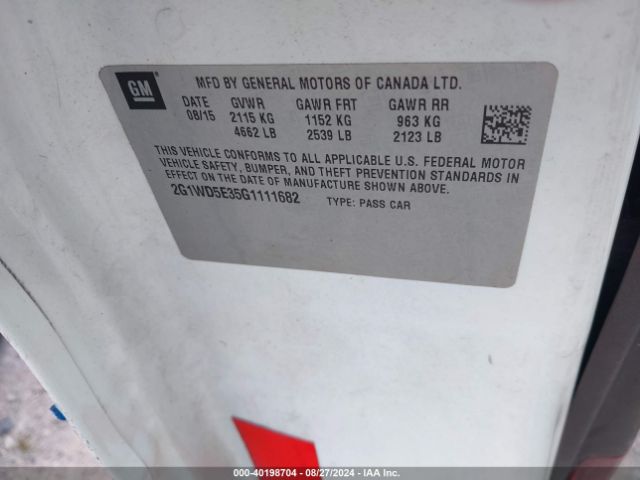 GM
MFD BY GENERAL MOTORS OF CANADA LTD.
DATE GVWR GAWR FRT GAWR RR
08/15 2115 KG 1152 KG 963 KG
4662 LB 2539 LB 2123 LB
THIS VEHICLE CONFORMS TO ALL APPLICABLE U.S. FEDERAL MOTOR
VEHICLE SAFETY, BUMPER, AND THEFT PREVENTION STANDARDS IN
EFFECT ON THE DATE OF MANUFACTURE SHOWN ABOVE.
2G1WD5E35G1111682 TYPE: PASS CAR
000-40198704 - 08/27/2024 - IAA Inc.